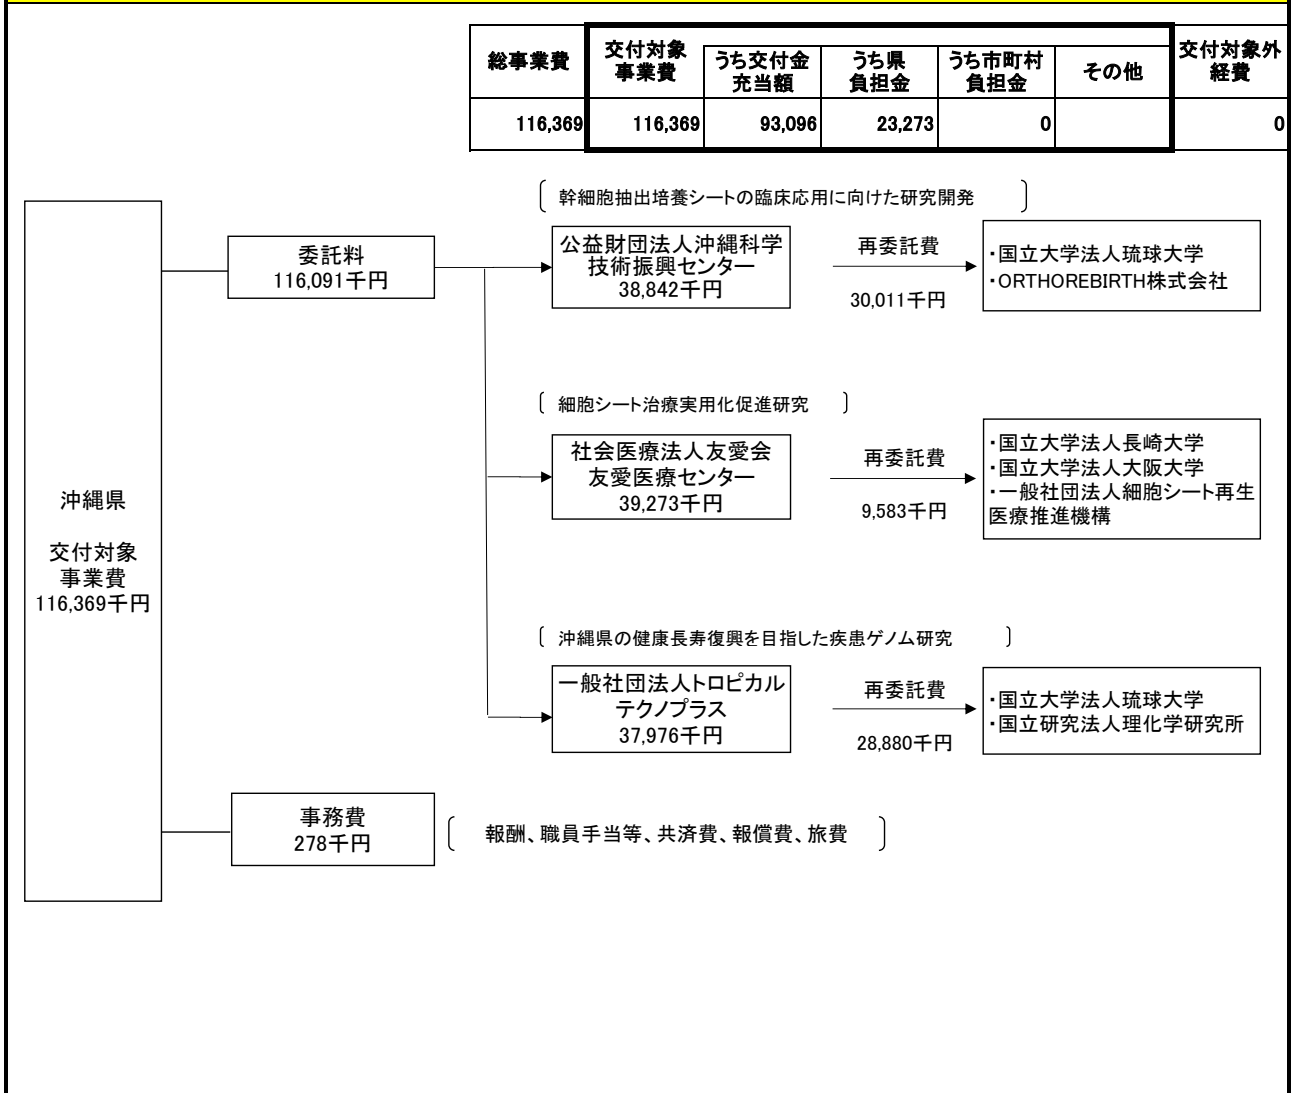 総事業費
交付対象
事業費
うち交付金
充当額
うち県
負担金
うち市町村
負担金
その他
交付対象外
経費
116,369
116,369
93,096
23,273
0
0
幹細胞抽出培養シートの臨床応用に向けた研究開発
委託料
116,091千円
公益財団法人沖縄科学
技術振興センター
38,842千円
再委託費
30,011千円
・国立大学法人琉球大学
・ORTHOREBIRTH株式会社
細胞シート治療実用化促進研究
社会医療法人友愛会
友愛医療センター
39,273千円
再委託費
9,583千円
・国立大学法人長崎大学
・国立大学法人大阪大学
・一般社団法人細胞シート再生
医療推進機構
沖縄県
交付対象
事業費
116,369千円
沖縄県の健康長寿復興を目指した疾患ゲノム研究
一般社団法人トロピカル
テクノプラス
37,976千円
再委託費
28,880千円
・国立大学法人琉球大学
・国立研究法人理化学研究所
事務費
278千円
報酬、職員手当等、共済費、報償費、旅費